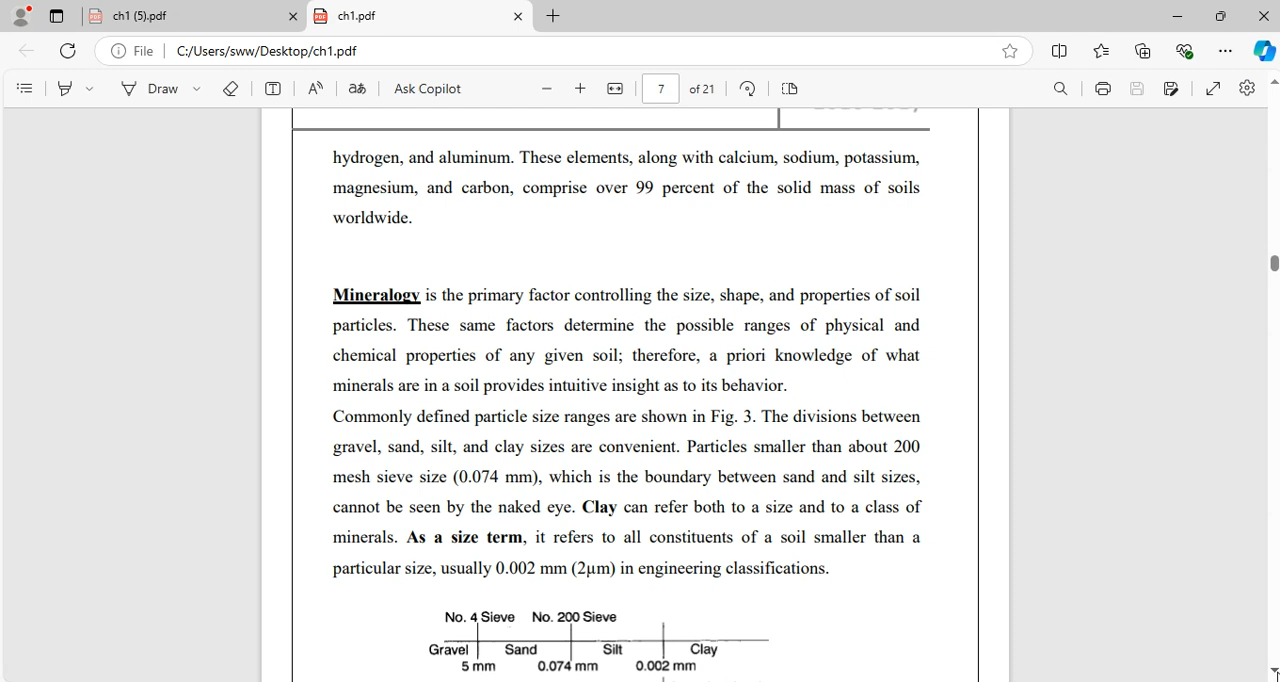 ch1 (5).pdf
ch1.pdf
File
C:/Users/sww/Desktop/ch1.pdf
Draw
Ask Copilot
7 of 21
hydrogen, and aluminum. These elements, along with calcium, sodium, potassium,
magnesium, and carbon, comprise over 99 percent of the solid mass of soils
worldwide.
Mineralogy is the primary factor controlling the size, shape, and properties of soil
particles. These same factors determine the possible ranges of physical and
chemical properties of any given soil; therefore, a priori knowledge of what
minerals are in a soil provides intuitive insight as to its behavior.
Commonly defined particle size ranges are shown in Fig. 3. The divisions between
gravel, sand, silt, and clay sizes are convenient. Particles smaller than about 200
mesh sieve size (0.074 mm), which is the boundary between sand and silt sizes,
cannot be seen by the naked eye. Clay can refer both to a size and to a class of
minerals. As a size term, it refers to all constituents of a soil smaller than a
particular size, usually 0.002 mm (2μm) in engineering classifications.
No. 4 Sieve No. 200 Sieve
Gravel Sand Silt Clay
5 mm 0.074 mm 0.002 mm